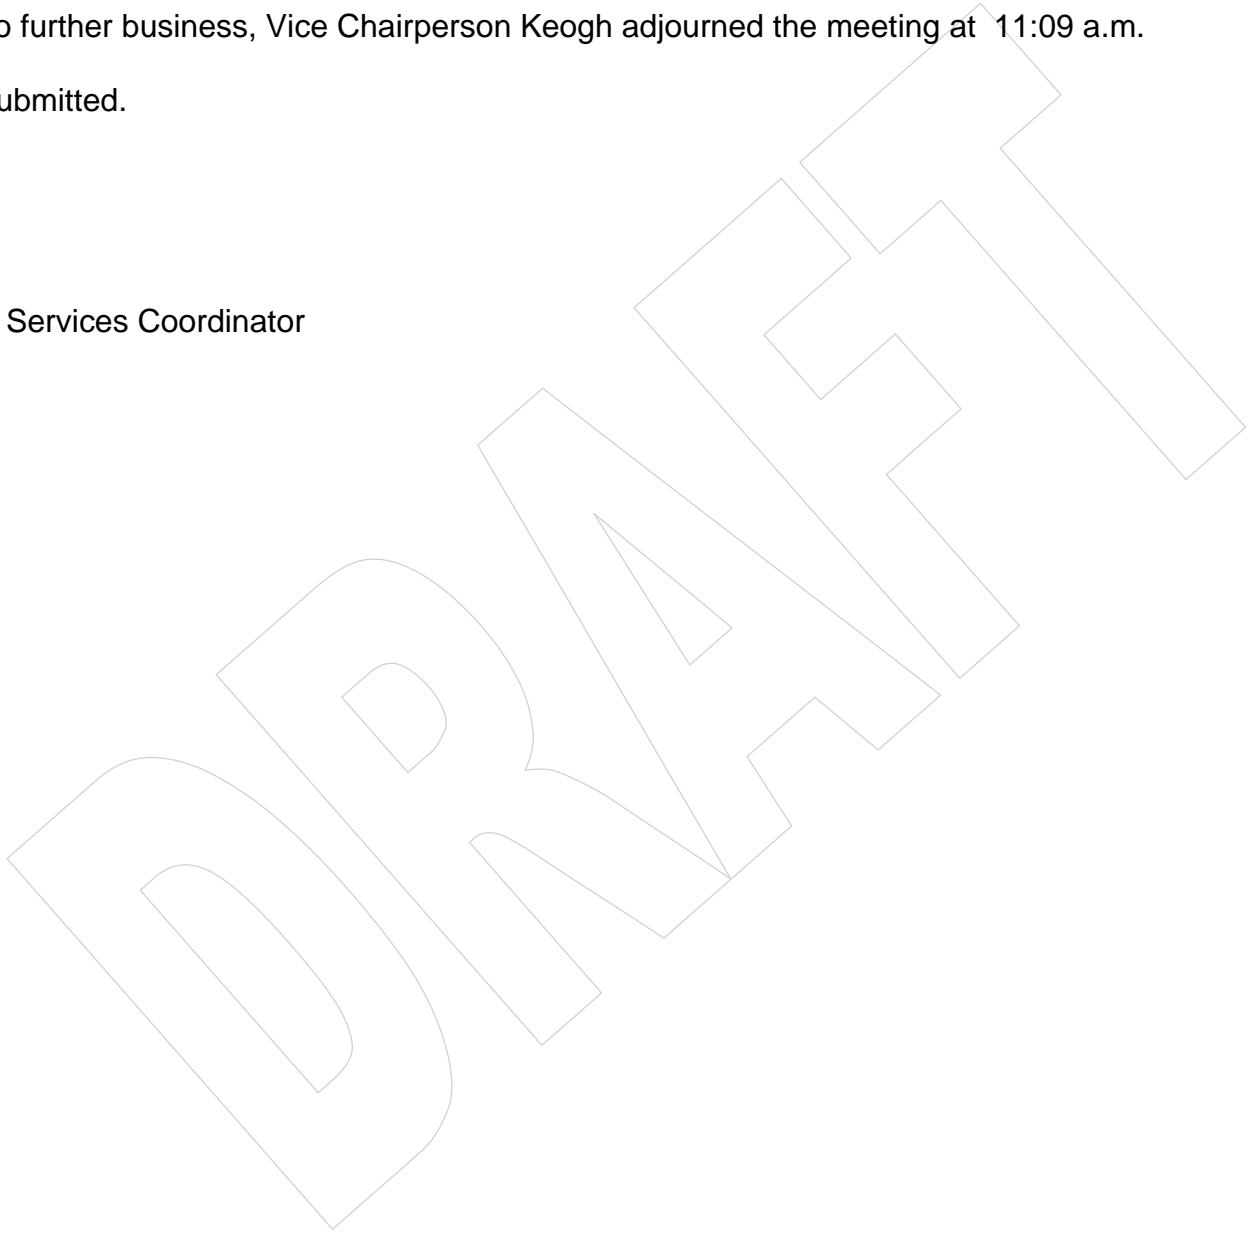 o further business, Vice Chairperson Keogh adjourned the meeting at 11:09 a.m.
ubmitted.
Services Coordinator
DRAFT